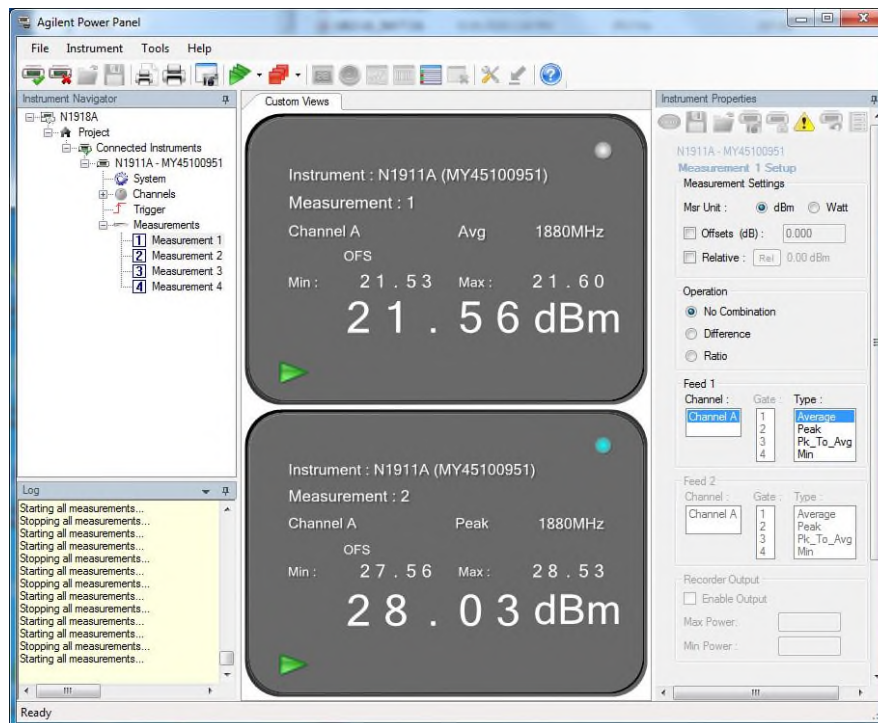 Agilent Power Panel
File Instrument Tools Help
Instrument Navigator
N1918A
Project
Connected Instruments
N1911A - MY45100951
System
Channels
Trigger
Measurements
1 Measurement 1
2 Measurement 2
3 Measurement 3
4 Measurement 4
Log
Starting all measurements...
Stopping all measurements...
Starting all measurements...
Starting all measurements...
Stopping all measurements...
Starting all measurements...
Stopping all measurements...
Starting all measurements...
Stopping all measurements...
Starting all measurements...
Starting all measurements...
Stopping all measurements...
Starting all measurements...
Custom Views
Instrument : N1911A (MY45100951)
Measurement : 1
Channel A Avg 1880MHz
OFS
Min : 21.53 Max : 21.60
21.56 dBm
Instrument : N1911A (MY45100951)
Measurement : 2
Channel A Peak 1880MHz
OFS
Min : 27.56 Max : 28.53
28.03 dBm
Instrument Properties
N1911A - MY45100951
Measurement 1 Setup
Measurement Settings
Msr Unit : dBm Watt
Offsets (dB) : 0.000
Relative : Rel 0.00 dBm
Operation
No Combination
Difference
Ratio
Feed 1
Channel : Gate : Type :
Channel A 1 Average
2 Peak
3 Pk_To_Avg
4 Min
Feed 2
Channel : Gate : Type :
Channel A 1 Average
2 Peak
3 Pk_To_Avg
4 Min
Recorder Output
Enable Output
Max Power:
Min Power :
Ready